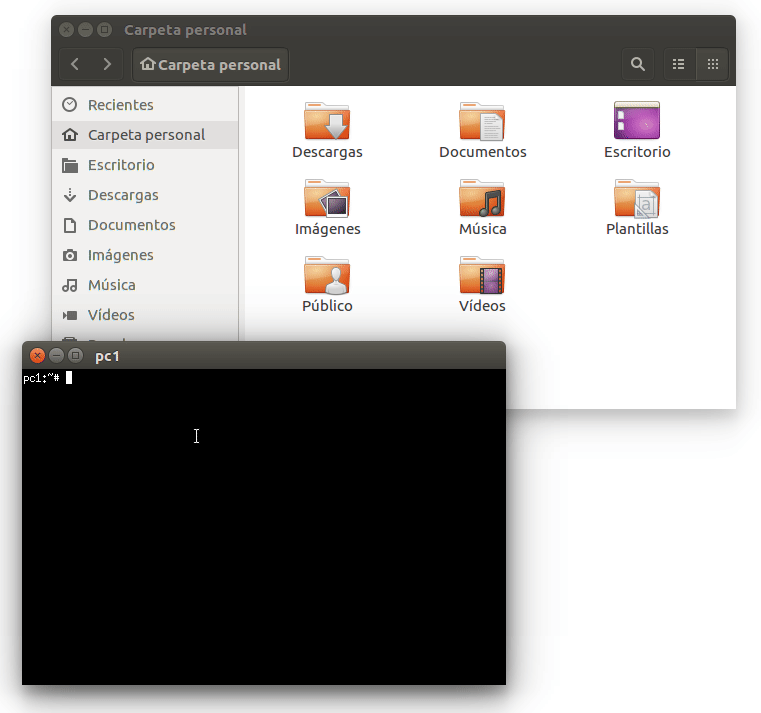 Carpeta personal
Carpeta personal
Recientes
Carpeta personal
Escritorio
Descargas
Documentos
Imágenes
Música
Vídeos
Descargas
Documentos
Escritorio
Imágenes
Música
Plantillas
Público
Vídeos
pc1
pc1:~#